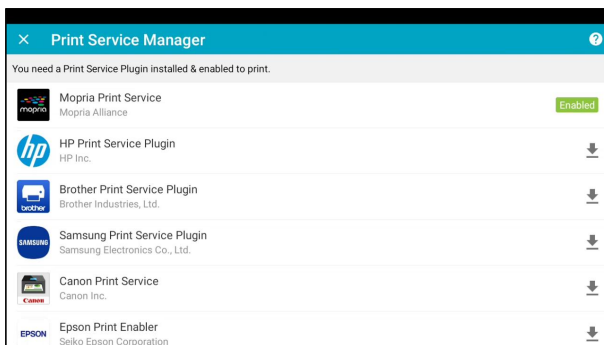 Print Service Manager
?
You need a Print Service Plugin installed & enabled to print.
mopria
Mopria Print Service
Mopria Alliance
Enabled
hp
HP Print Service Plugin
HP Inc.
brother
Brother Print Service Plugin
Brother Industries, Ltd.
SAMSUNG
Samsung Print Service Plugin
Samsung Electronics Co., Ltd.
Canon
Canon Print Service
Canon Inc.
EPSON
Epson Print Enabler
Seiko Epson Corporation